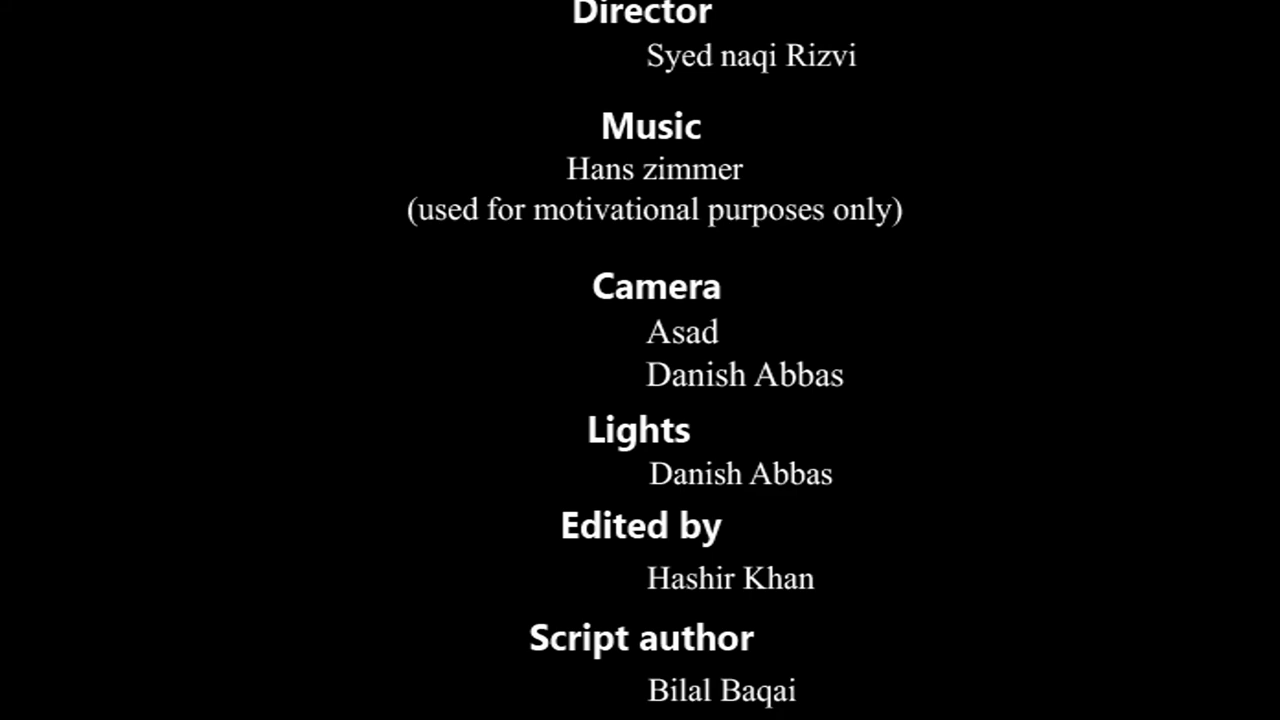 Director
Syed naqi Rizvi
Music
Hans zimmer
(used for motivational purposes only)
Camera
Asad
Danish Abbas
Lights
Danish Abbas
Edited by
Hashir Khan
Script author
Bilal Baqai